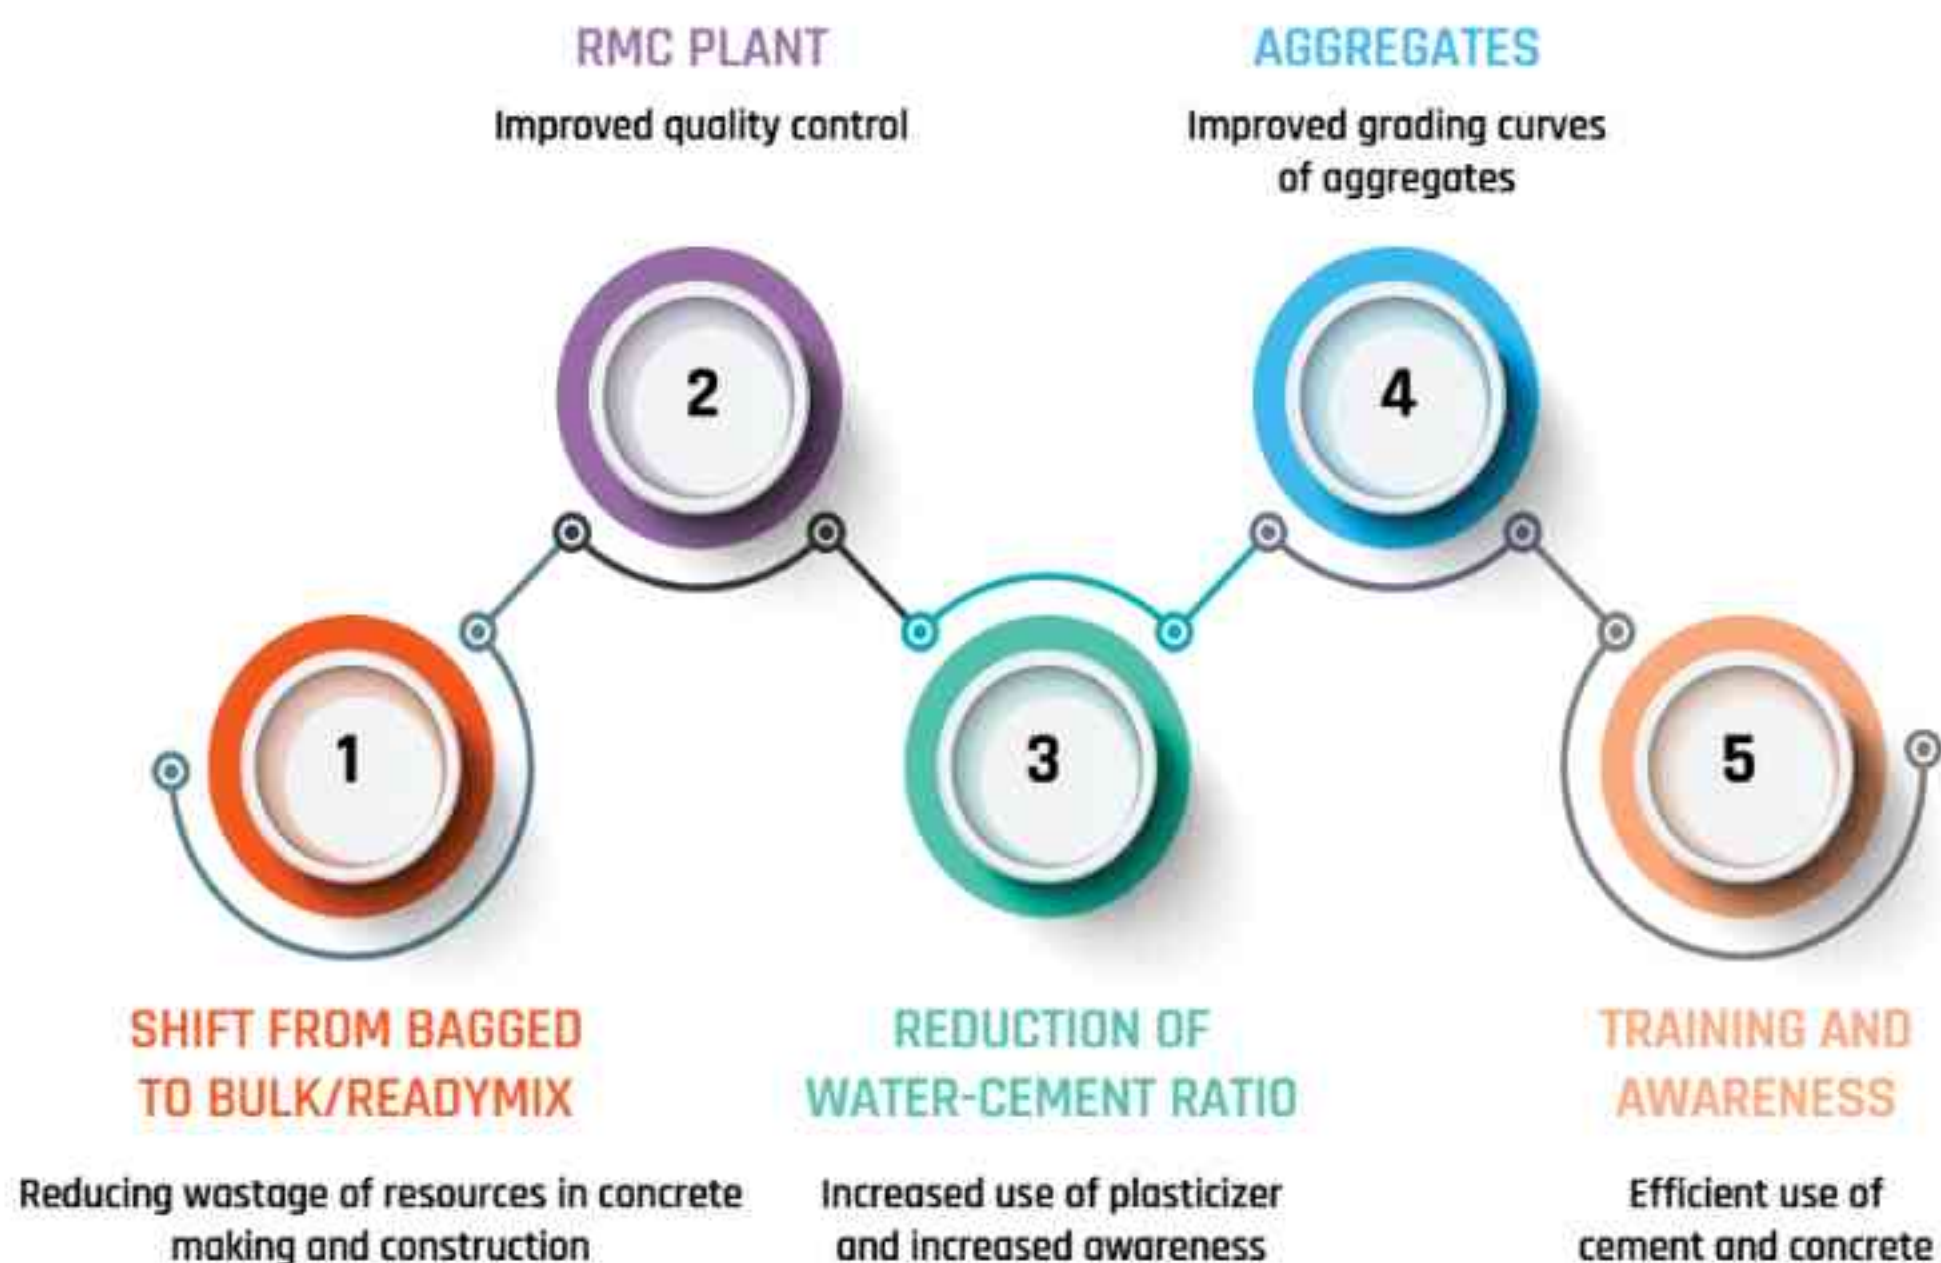 RMC PLANT
Improved quality control
AGGREGATES
Improved grading curves
of aggregates
2
4
1
3
5
SHIFT FROM BAGGED
TO BULK/READYMIX
Reducing wastage of resources in concrete
making and construction
REDUCTION OF
WATER-CEMENT RATIO
Increased use of plasticizer
and increased awareness
TRAINING AND
AWARENESS
Efficient use of
cement and concrete